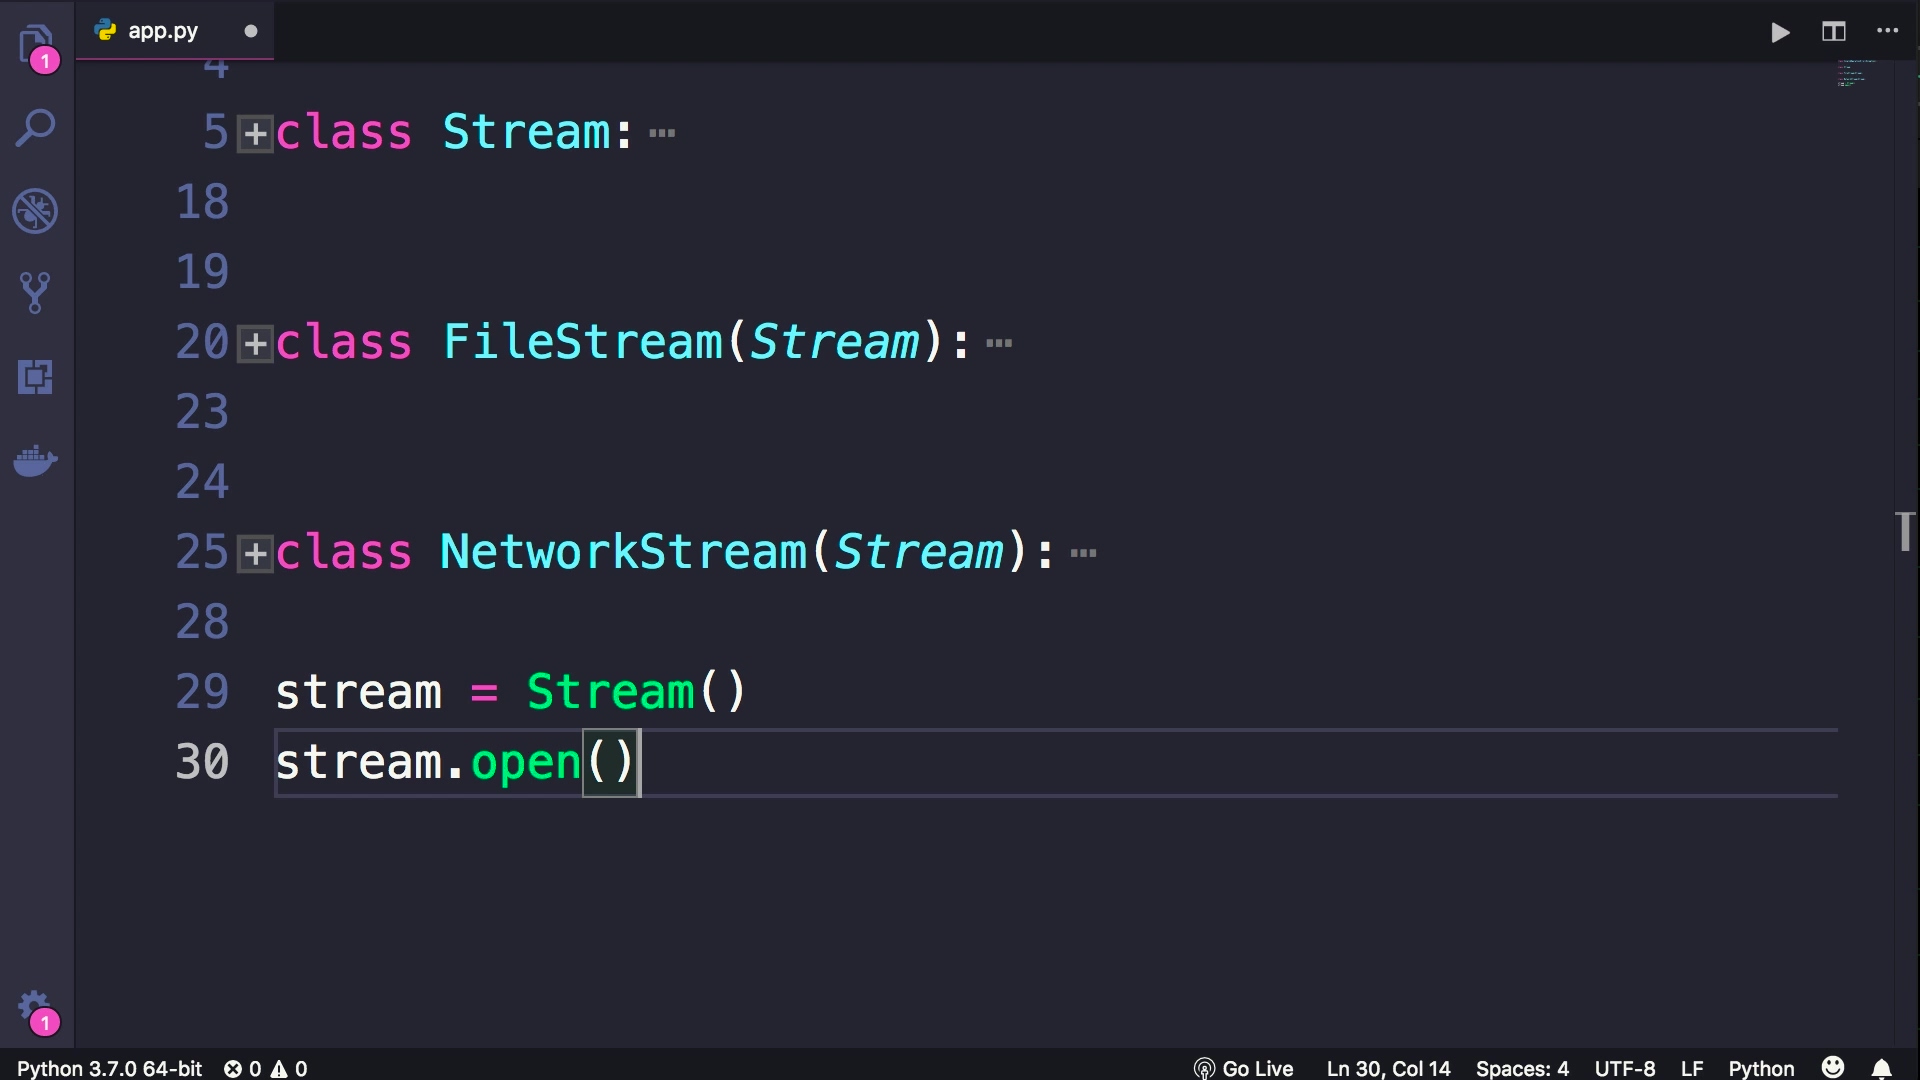 1
app.py
4
5 class Stream:
18
19
20 class FileStream(Stream):
23
24
25 class NetworkStream(Stream):
28
29 stream = Stream()
30 stream.open()
1
Python 3.7.0 64-bit 0 0 Go Live Ln 30, Col 14 Spaces: 4 UTF-8 LF Python